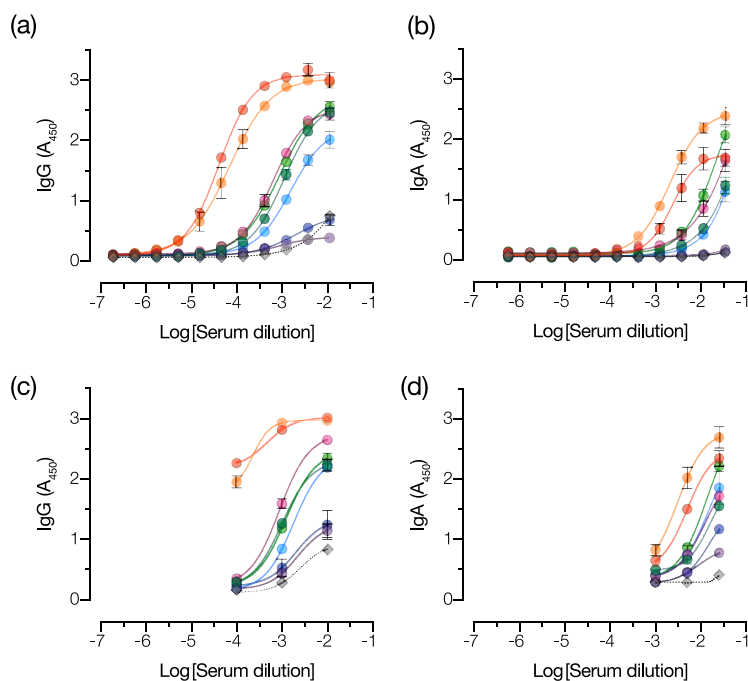 (a)
3
2
1
0
IgG (A450)
-7 -6 -5 -4 -3 -2 -1
Log[Serum dilution]
(b)
3
2
1
0
IgA (A450)
-7 -6 -5 -4 -3 -2 -1
Log[Serum dilution]
(c)
3
2
1
0
IgG (A450)
-7 -6 -5 -4 -3 -2 -1
Log[Serum dilution]
(d)
3
2
1
0
IgA (A450)
-7 -6 -5 -4 -3 -2 -1
Log[Serum dilution]